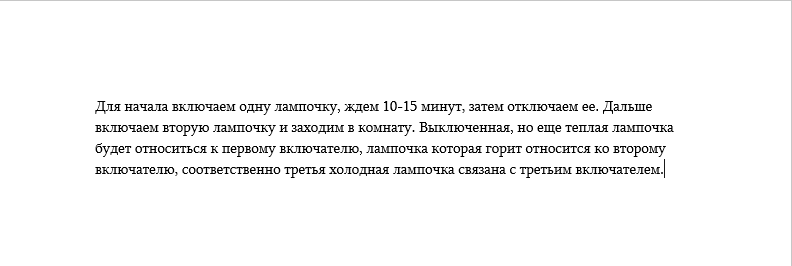 Для начала включаем одну лампочку, ждем 10-15 минут, затем отключаем ее. Дальше
включаем вторую лампочку и заходим в комнату. Выключенная, но еще теплая лампочка
будет относиться к первому включателю, лампочка которая горит относится ко второму
включателю, соответственно третья холодная лампочка связана с третьим включателем.